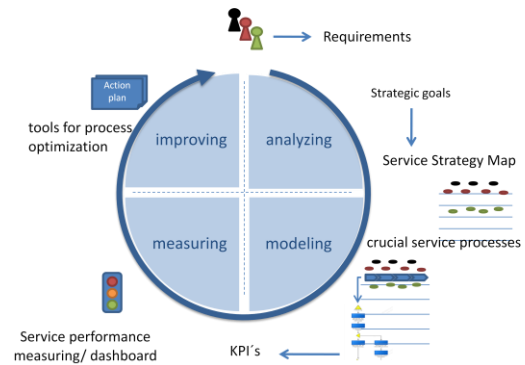 Requirements
Action
plan
Strategic goals
tools for process
optimization
improving
analyzing
Service Strategy Map
measuring
modeling
crucial service processes
Service performance
measuring/ dashboard
KPI´s